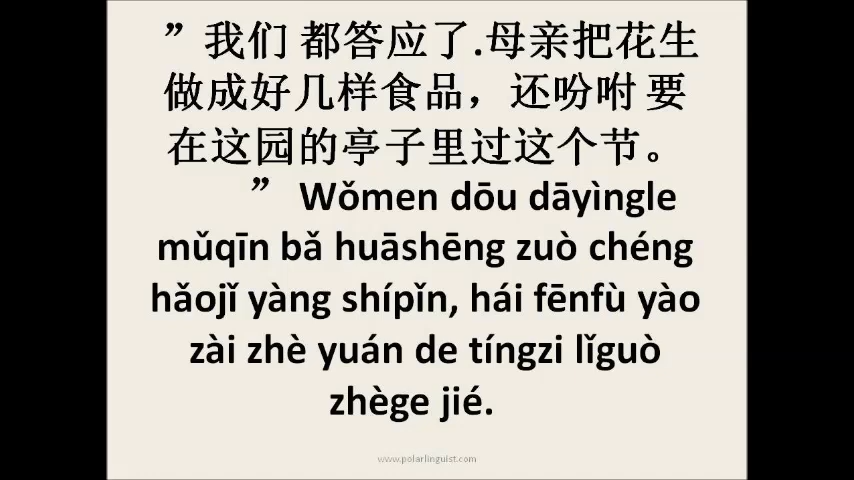 ”我们 都答应了.母亲把花生
做成好几样食品，还吩咐 要
在这园的亭子里过这个节。
” Wǒmen dōu dāyìngle
mǔqīn bǎ huāshēng zuò chéng
hǎojǐ yàng shípǐn, hái fēnfù yào
zài zhè yuán de tíngzi lǐguò
zhège jié.
www.polarlinguist.com